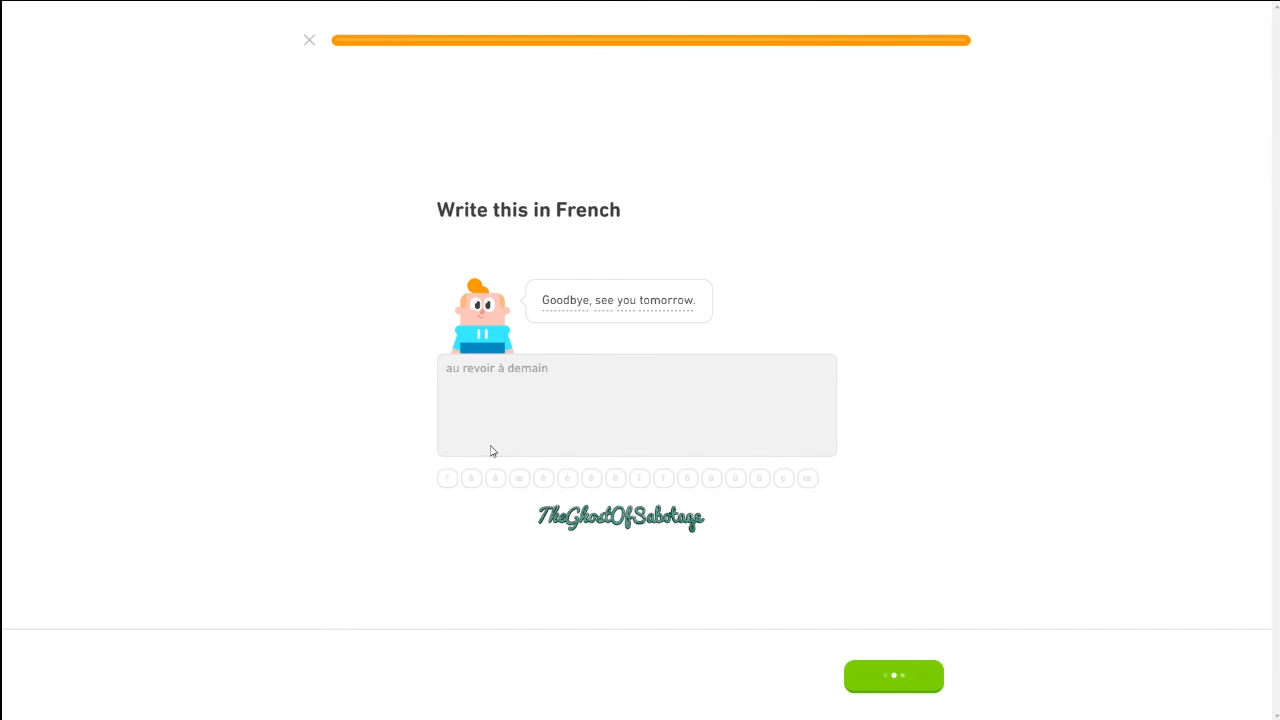 Write this in French
Goodbye, see you tomorrow.
au revoir à demain
TheGhostOfSabotage